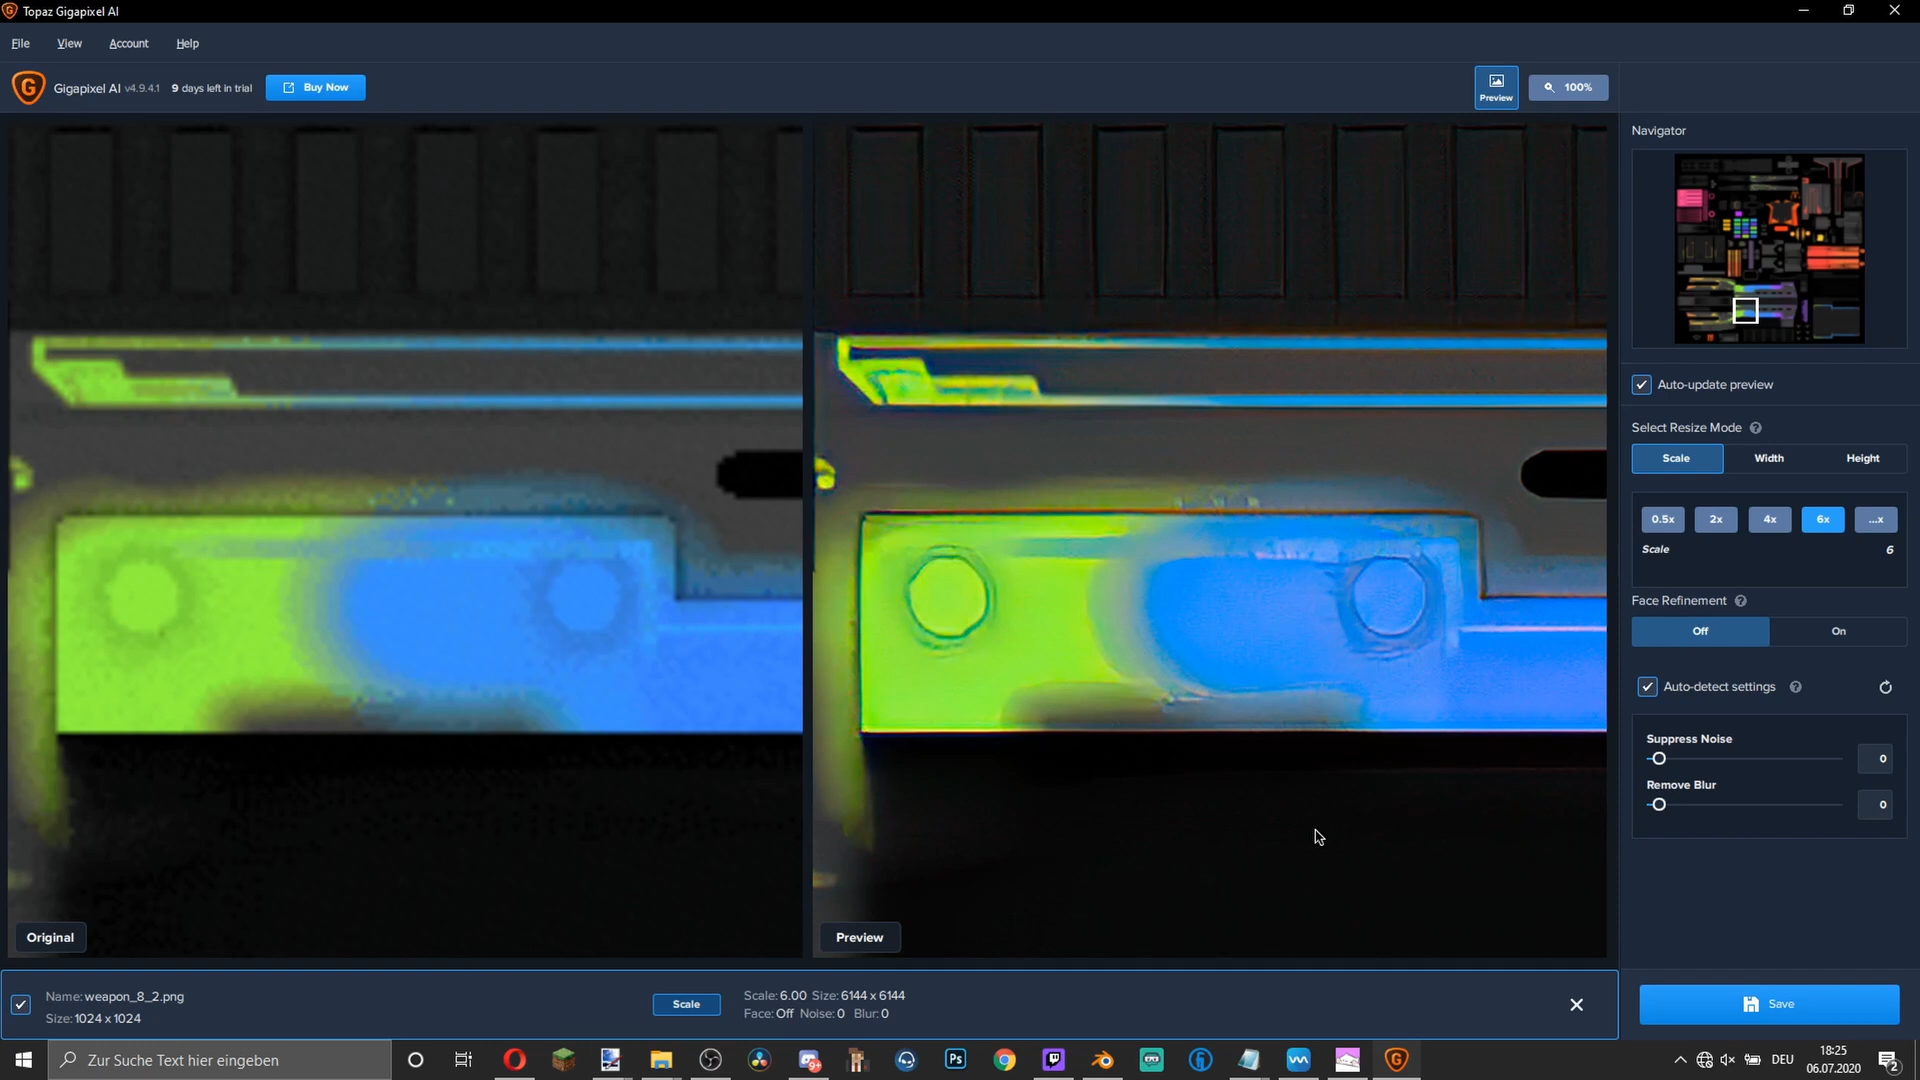 Topaz Gigapixel AI
File View Account Help
Gigapixel AI v4.9.4.1 9 days left in trial Buy Now
Preview
100%
Navigator
Auto-update preview
Select Resize Mode ?
Scale Width Height
0.5x 2x 4x 6x ...x
Scale 6
Face Refinement ?
Off On
Auto-detect settings ?
Suppress Noise
0
Remove Blur
0
Original
Preview
Name: weapon_8_2.png
Size: 1024 x 1024
Scale
Scale: 6.00 Size: 6144 x 6144
Face: Off Noise: 0 Blur: 0
Save
Zur Suche Text hier eingeben
9+
Ps
DEU
18:25
06.07.2020
2